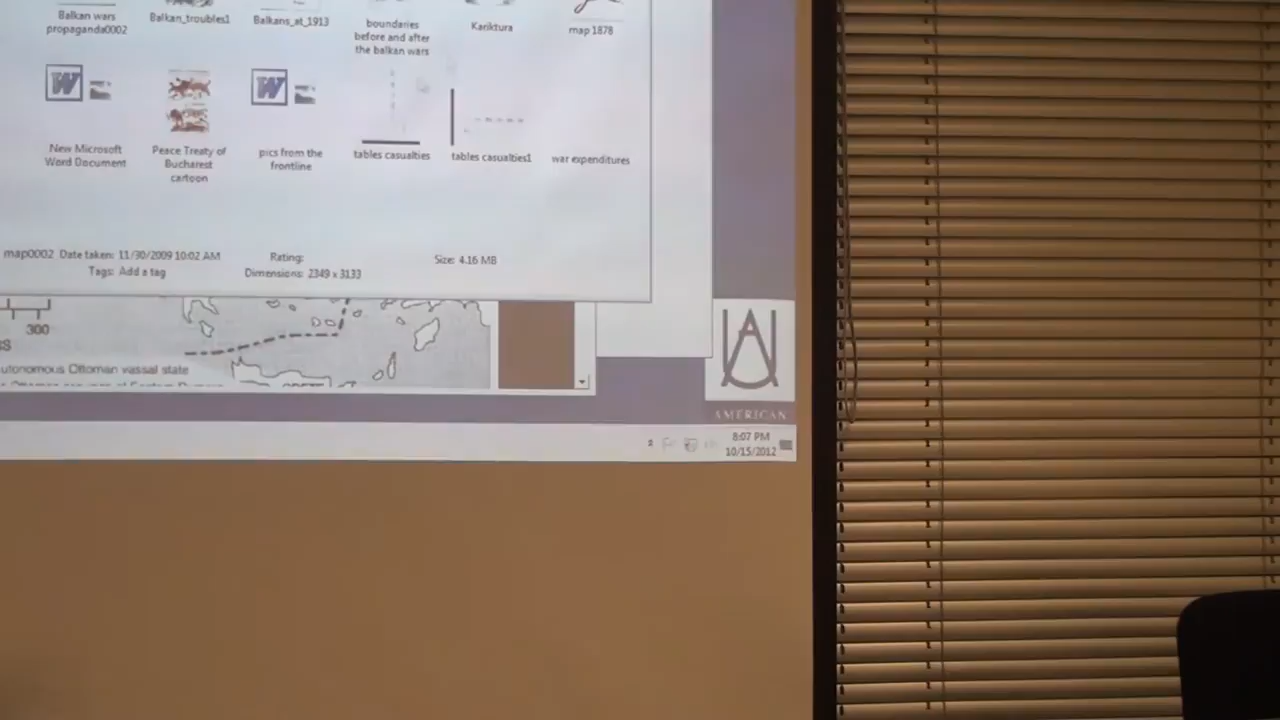 Balkan wars
propaganda0002
Balkan_troubles1
Balkans_at_1913
boundaries
before and after
the balkan wars
Kariktura
map 1878
W
New Microsoft
Word Document
Peace Treaty of
Bucharest
cartoon
W
pics from the
frontline
tables casualties
tables casualties1
war expenditures
map0002 Date taken: 11/30/2009 10:02 AM
Tags: Add a tag
Rating:
Dimensions: 2349 x 3133
Size: 4.16 MB
300
utonomous Ottoman vassal state
AU
AMERICAN
8:07 PM
10/15/2012